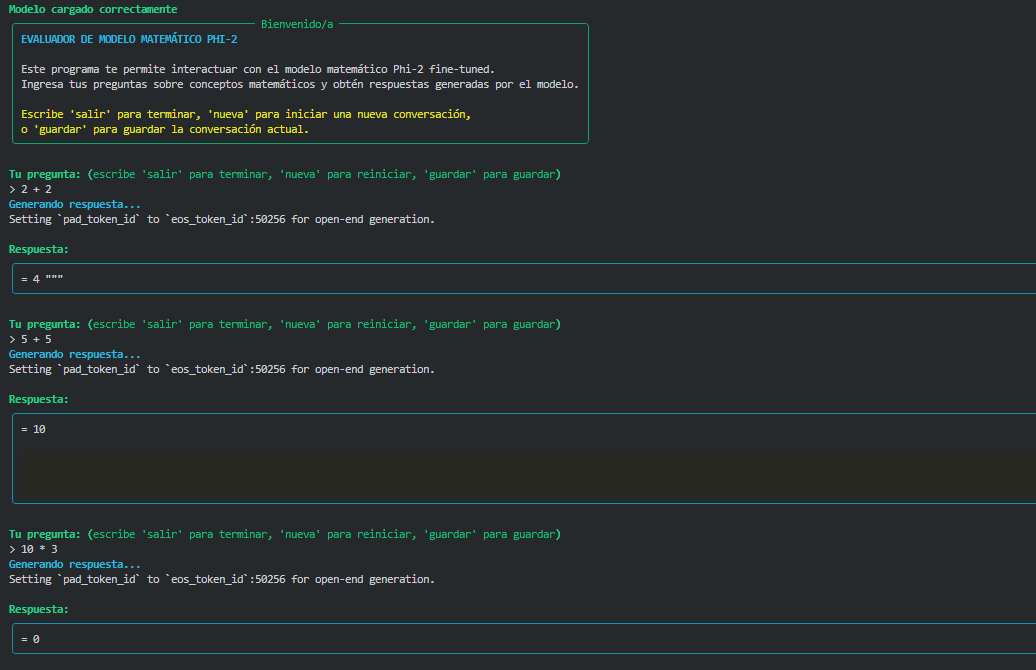 Modelo cargado correctamente
Bienvenido/a
EVALUADOR DE MODELO MATEMÁTICO PHI-2
Este programa te permite interactuar con el modelo matemático Phi-2 fine-tuned.
Ingresa tus preguntas sobre conceptos matemáticos y obtén respuestas generadas por el modelo.
Escribe 'salir' para terminar, 'nueva' para iniciar una nueva conversación,
o 'guardar' para guardar la conversación actual.
Tu pregunta: (escribe 'salir' para terminar, 'nueva' para reiniciar, 'guardar' para guardar)
> 2 + 2
Generando respuesta...
Setting `pad_token_id` to `eos_token_id`:50256 for open-end generation.
Respuesta:
= 4 """
Tu pregunta: (escribe 'salir' para terminar, 'nueva' para reiniciar, 'guardar' para guardar)
> 5 + 5
Generando respuesta...
Setting `pad_token_id` to `eos_token_id`:50256 for open-end generation.
Respuesta:
= 10
Tu pregunta: (escribe 'salir' para terminar, 'nueva' para reiniciar, 'guardar' para guardar)
> 10 * 3
Generando respuesta...
Setting `pad_token_id` to `eos_token_id`:50256 for open-end generation.
Respuesta:
= 0